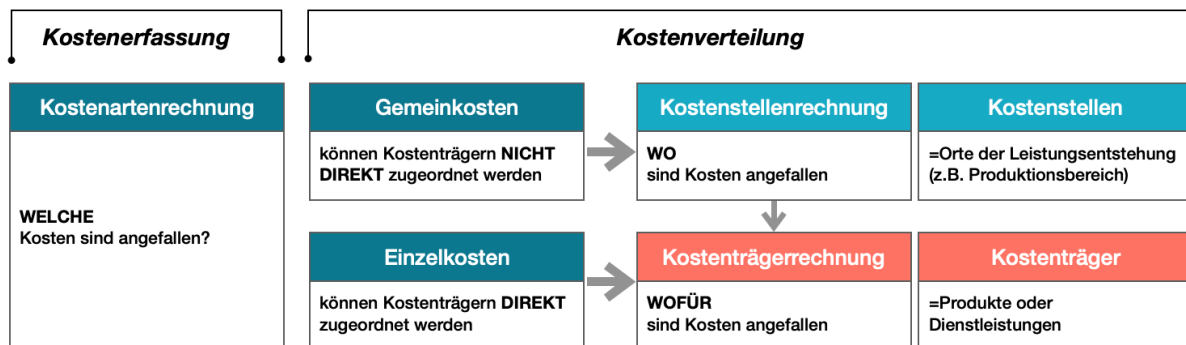 Kostenerfassung
Kostenverteilung
Kostenartenrechnung
WELCHE
Kosten sind angefallen?
Gemeinkosten
können Kostenträgern NICHT
DIREKT zugeordnet werden
Kostenstellenrechnung
WO
sind Kosten angefallen
Kostenstellen
=Orte der Leistungsentstehung
(z.B. Produktionsbereich)
Einzelkosten
können Kostenträgern DIREKT
zugeordnet werden
Kostenträgerrechnung
WOFÜR
sind Kosten angefallen
Kostenträger
=Produkte oder
Dienstleistungen